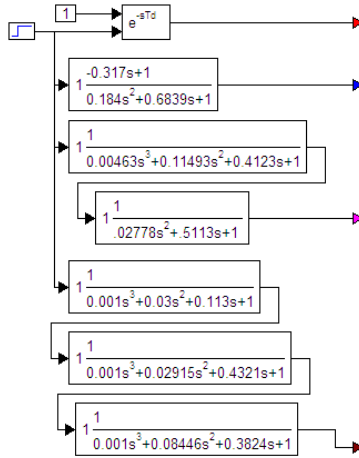 1
e^-sTd
-0.317s+1
1
0.184s²+0.6839s+1
1
1
0.00463s³+0.11493s²+0.4123s+1
1
1
.02778s²+.5113s+1
1
1
0.001s³+0.03s²+0.113s+1
1
1
0.001s³+0.02915s²+0.4321s+1
1
1
0.001s³+0.08446s²+0.3824s+1